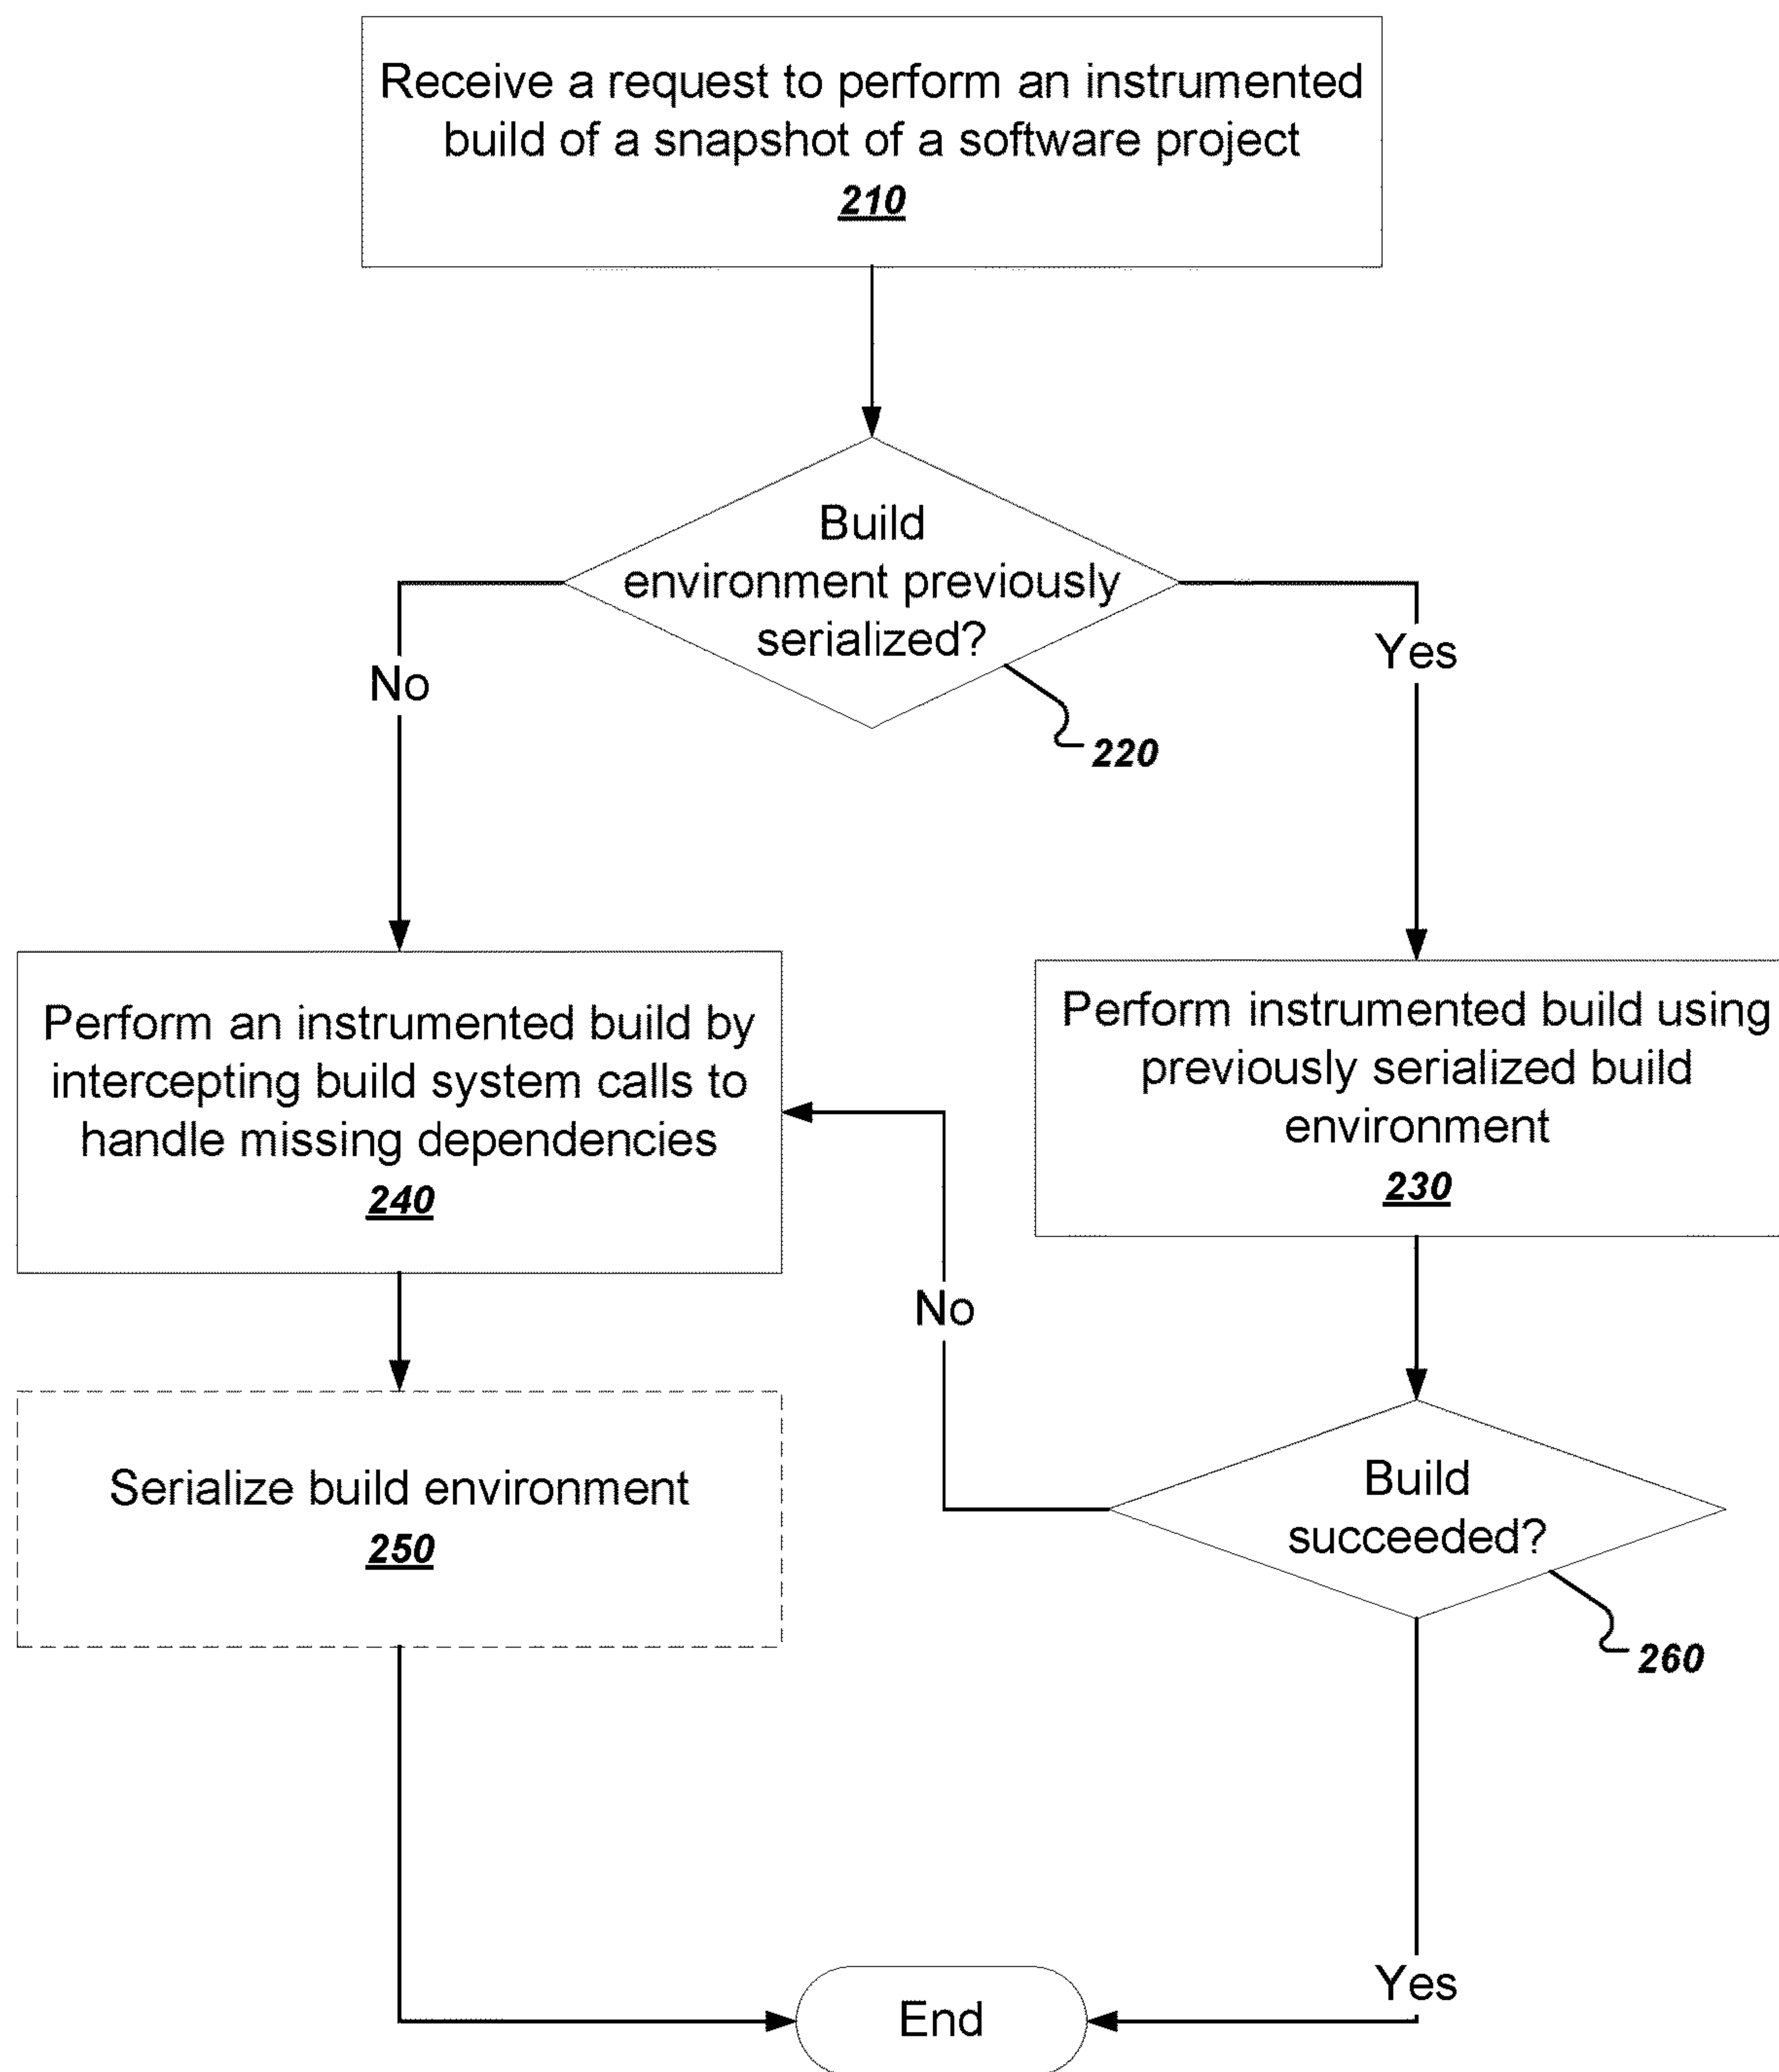 Receive a request to perform an instrumented
build of a snapshot of a software project
210
Build
environment previously
serialized?
220
No
Yes
Perform an instrumented build by
intercepting build system calls to
handle missing dependencies
240
Perform instrumented build using
previously serialized build
environment
230
No
Serialize build environment
250
Build
succeeded?
260
Yes
End